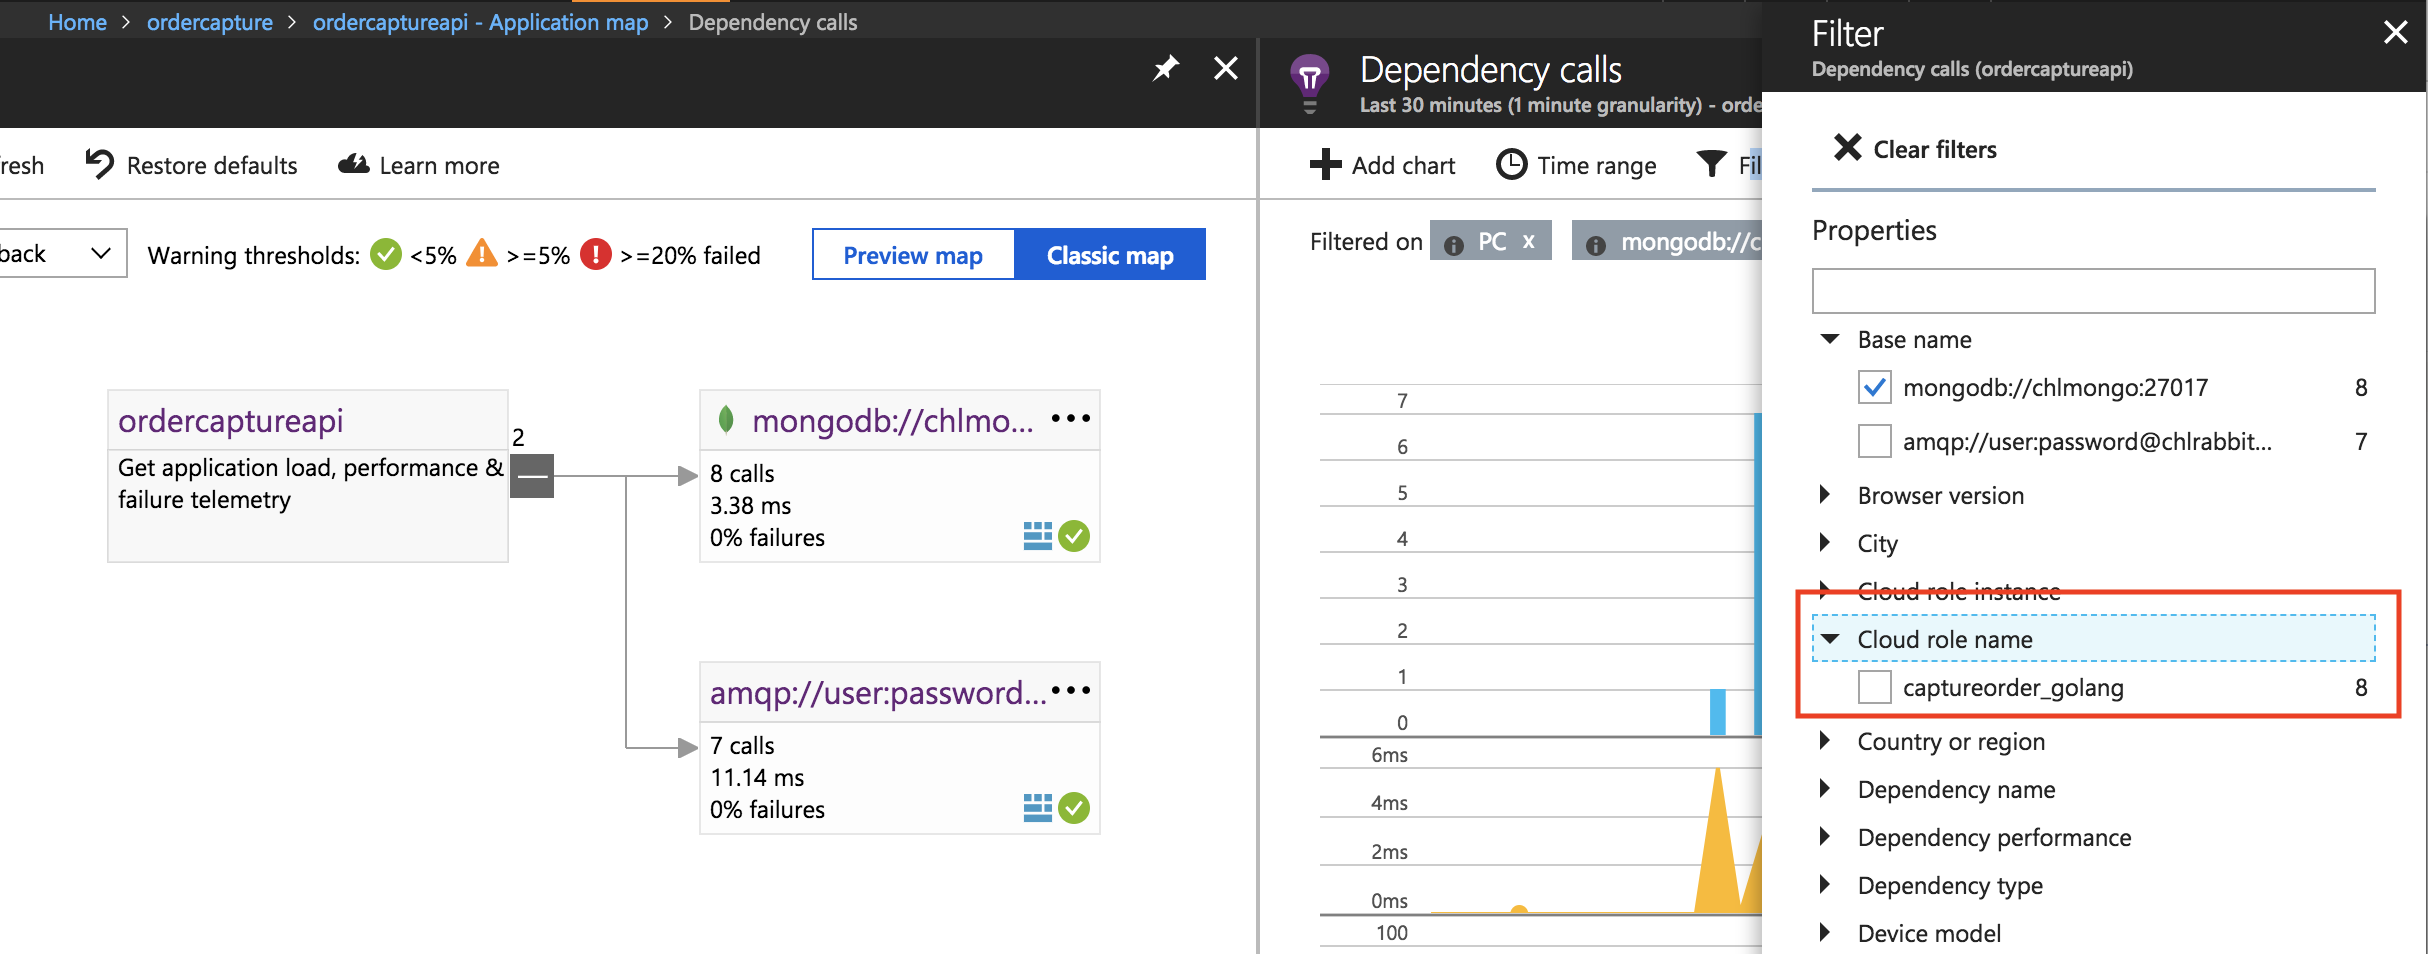 Home > ordercapture > ordercaptureapi - Application map > Dependency calls
resh
Restore defaults
Learn more
back
Warning thresholds: <5% >=5% >=20% failed
Preview map
Classic map
ordercaptureapi
Get application load, performance &
failure telemetry
2
mongodb://chlmo... •••
8 calls
3.38 ms
0% failures
amqp://user:password... •••
7 calls
11.14 ms
0% failures
Dependency calls
Last 30 minutes (1 minute granularity) - orde
Add chart
Time range
Fil
Filtered on
PC x
mongodb://c
7
6
5
4
3
2
1
0
6ms
4ms
2ms
0ms
100
Filter
Dependency calls (ordercaptureapi)
Clear filters
Properties
Base name
mongodb://chlmongo:27017 8
amqp://user:password@chlrabbit... 7
Browser version
City
Cloud role instance
Cloud role name
captureorder_golang 8
Country or region
Dependency name
Dependency performance
Dependency type
Device model